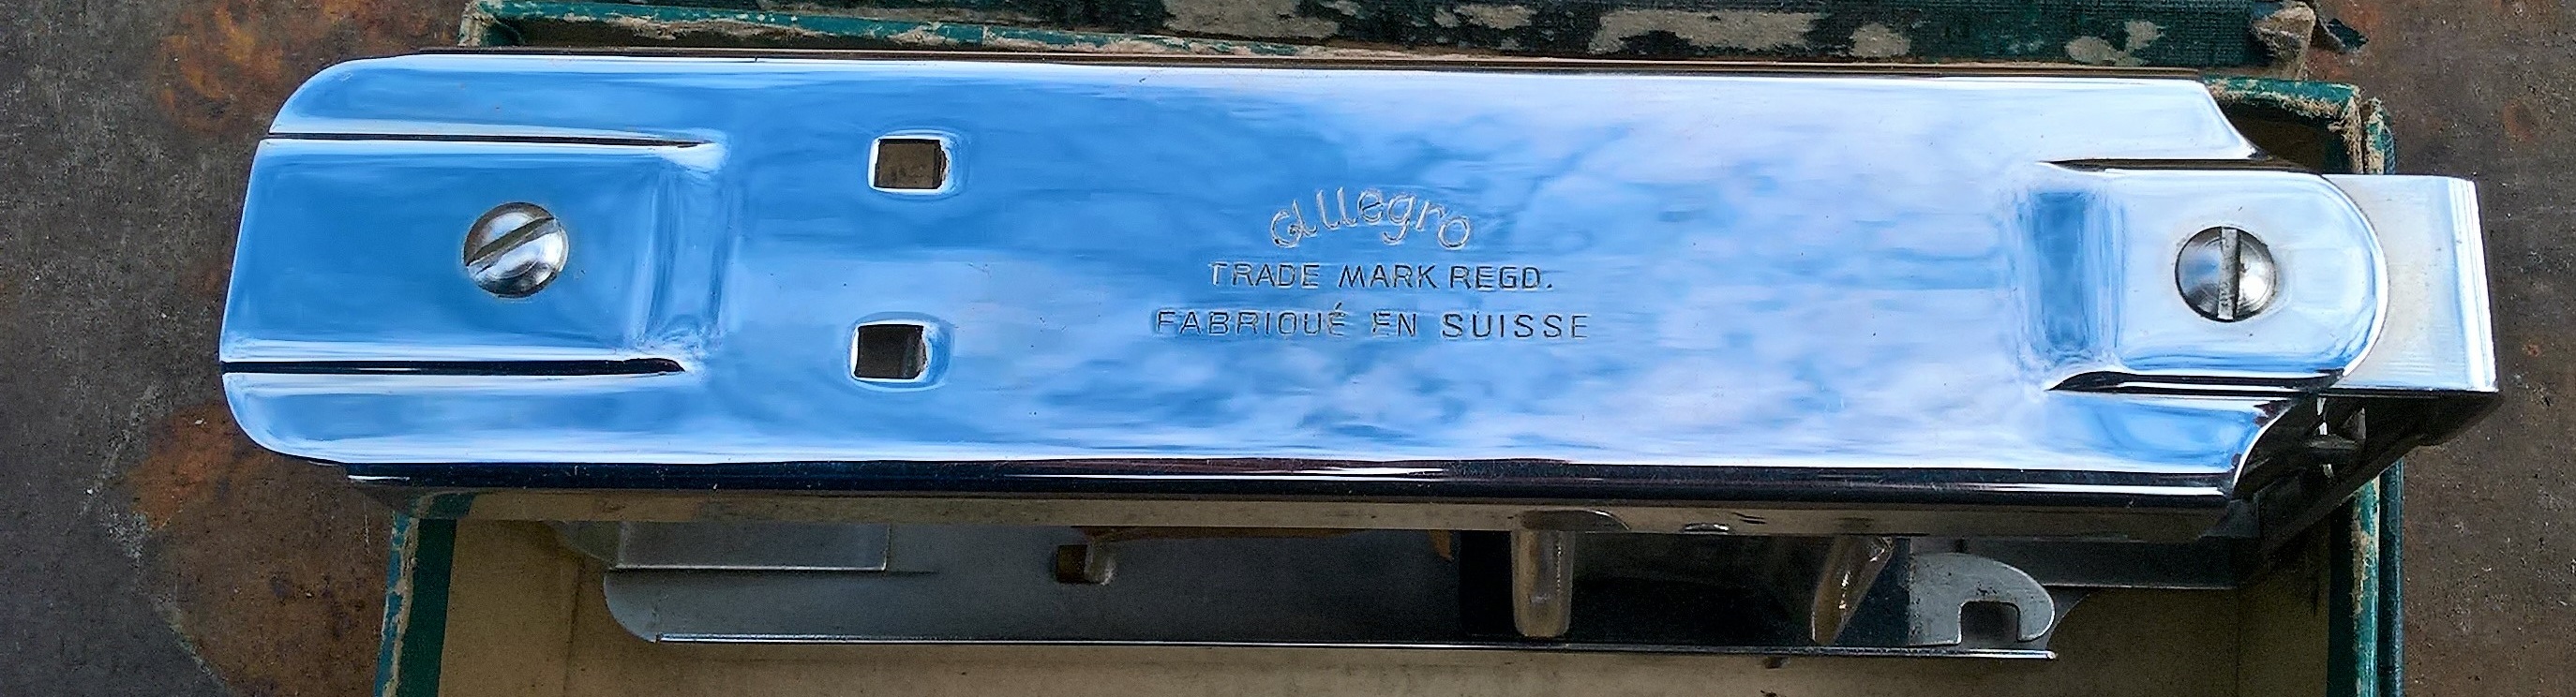 allegro
TRADE MARK REGD.
FABRIQUÉ EN SUISSE